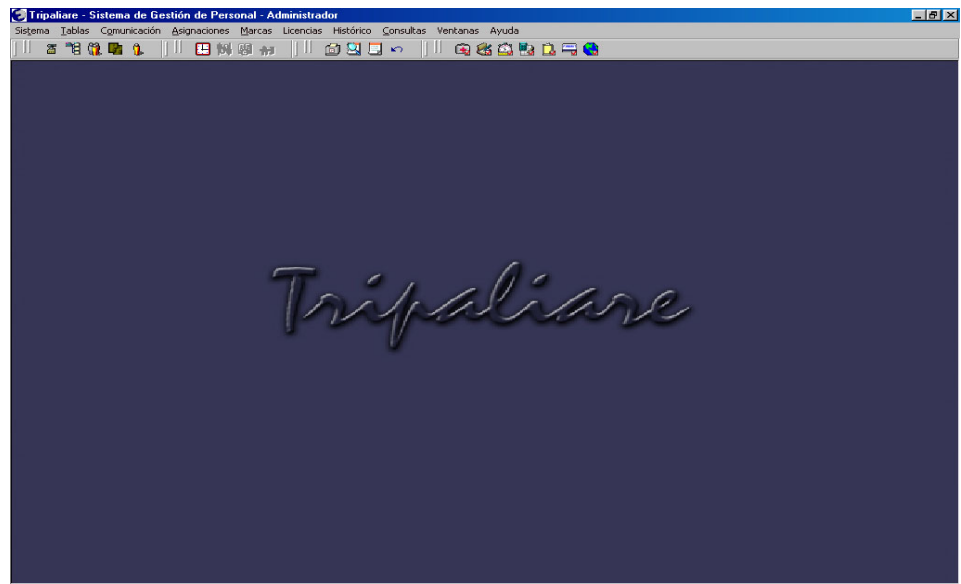 Tripaliare - Sistema de Gestión de Personal - Administrador
Sistema Tablas Comunicación Asignaciones Marcas Licencias Histórico Consultas Ventanas Ayuda
Tripaliare